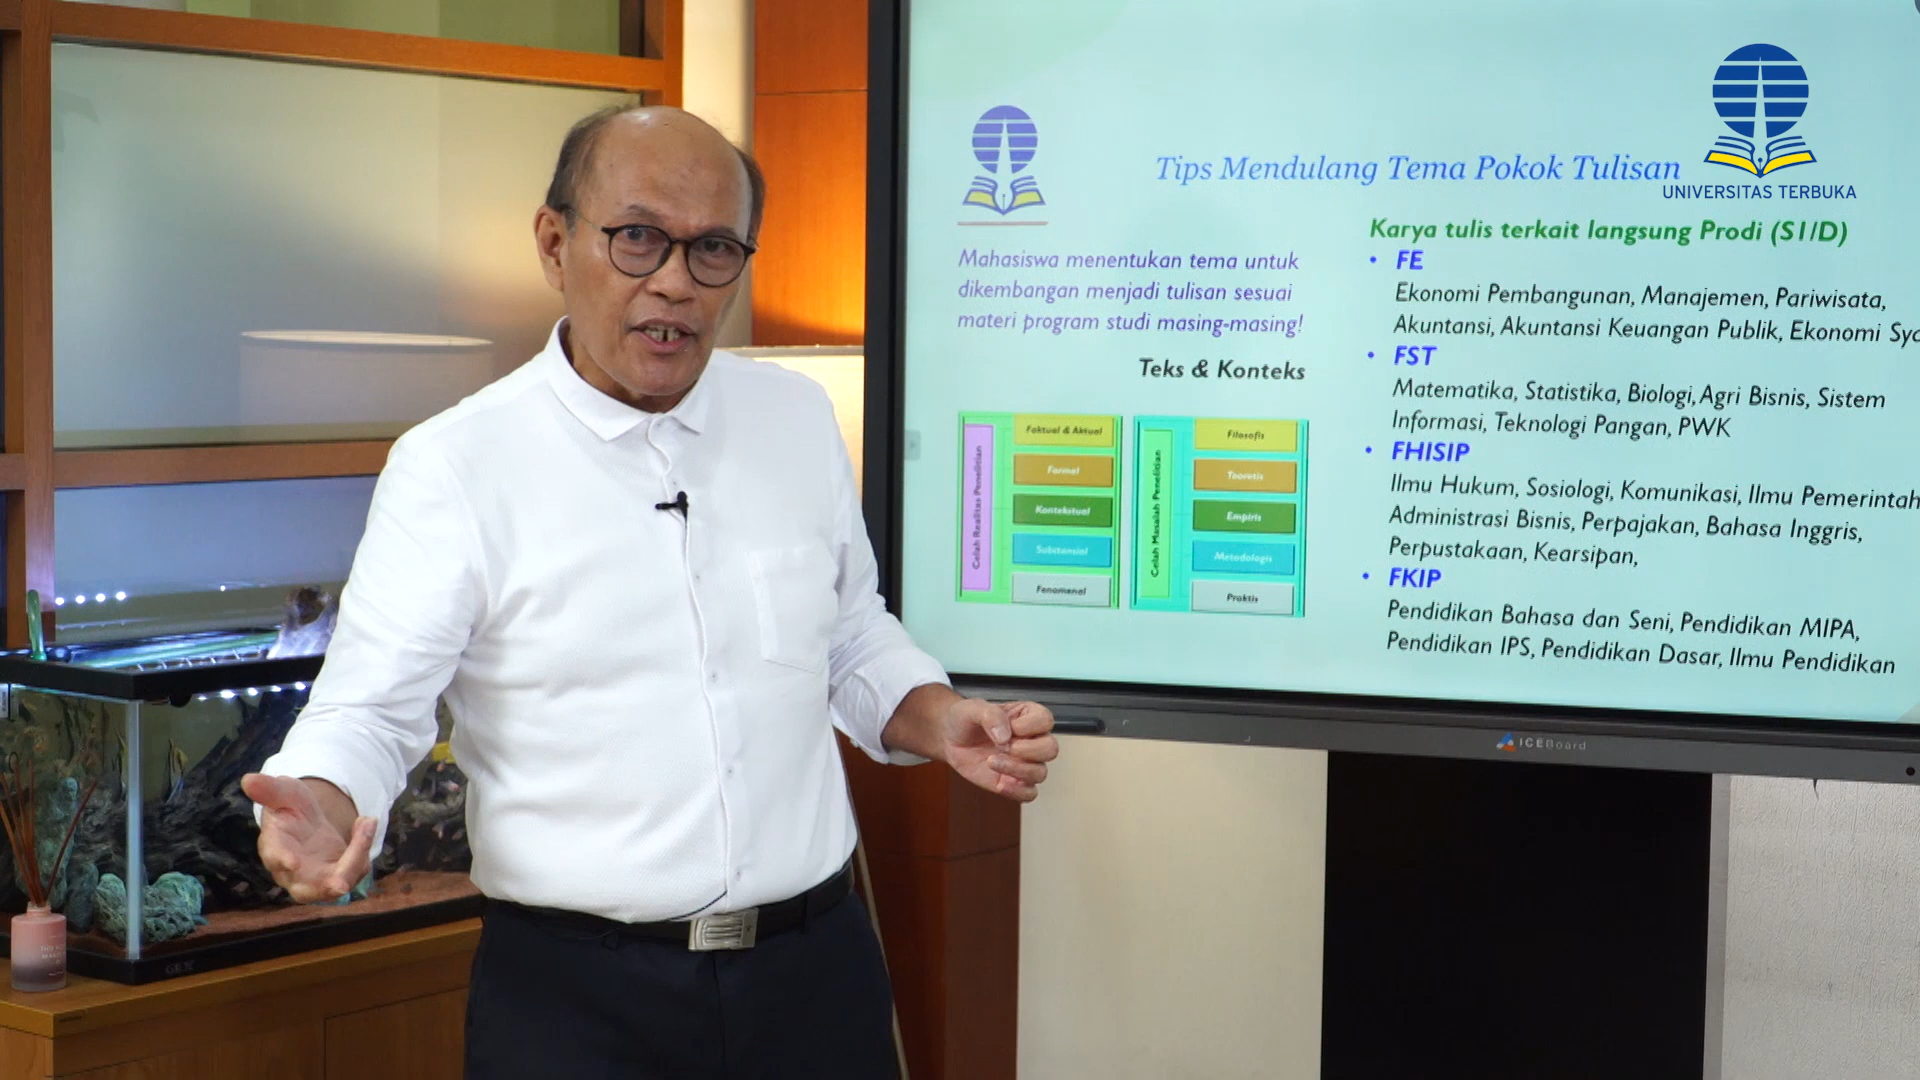 Tips Mendulang Tema Pokok Tulisan
UNIVERSITAS TERBUKA
Mahasiswa menentukan tema untuk
dikembangan menjadi tulisan sesuai
materi program studi masing-masing!
Teks & Konteks
Celah Realitas Penelitian
Faktual & Aktual
Formal
Kontekstual
Substansial
Fenomenal
Celah Masalah Penelitian
Filosofis
Teoretis
Empiris
Metodologis
Praktis
Karya tulis terkait langsung Prodi (S1/D)
• FE
Ekonomi Pembangunan, Manajemen, Pariwisata,
Akuntansi, Akuntansi Keuangan Publik, Ekonomi
• FST
Matematika, Statistika, Biologi, Agri Bisnis, Sistem
Informasi, Teknologi Pangan, PWK
• FHISIP
Ilmu Hukum, Sosiologi, Komunikasi, Ilmu Pemerintah
Administrasi Bisnis, Perpajakan, Bahasa Inggris,
Perpustakaan, Kearsipan,
• FKIP
Pendidikan Bahasa dan Seni, Pendidikan MIPA,
Pendidikan IPS, Pendidikan Dasar, Ilmu Pendidikan
ICEBoard